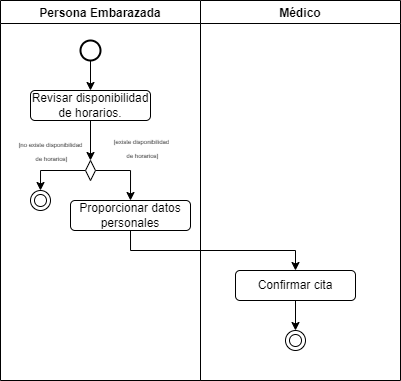 Persona Embarazada
Médico
Revisar disponibilidad
de horarios.
[no existe disponibilidad
de horarios]
[existe disponibilidad
de horarios]
Proporcionar datos
personales
Confirmar cita